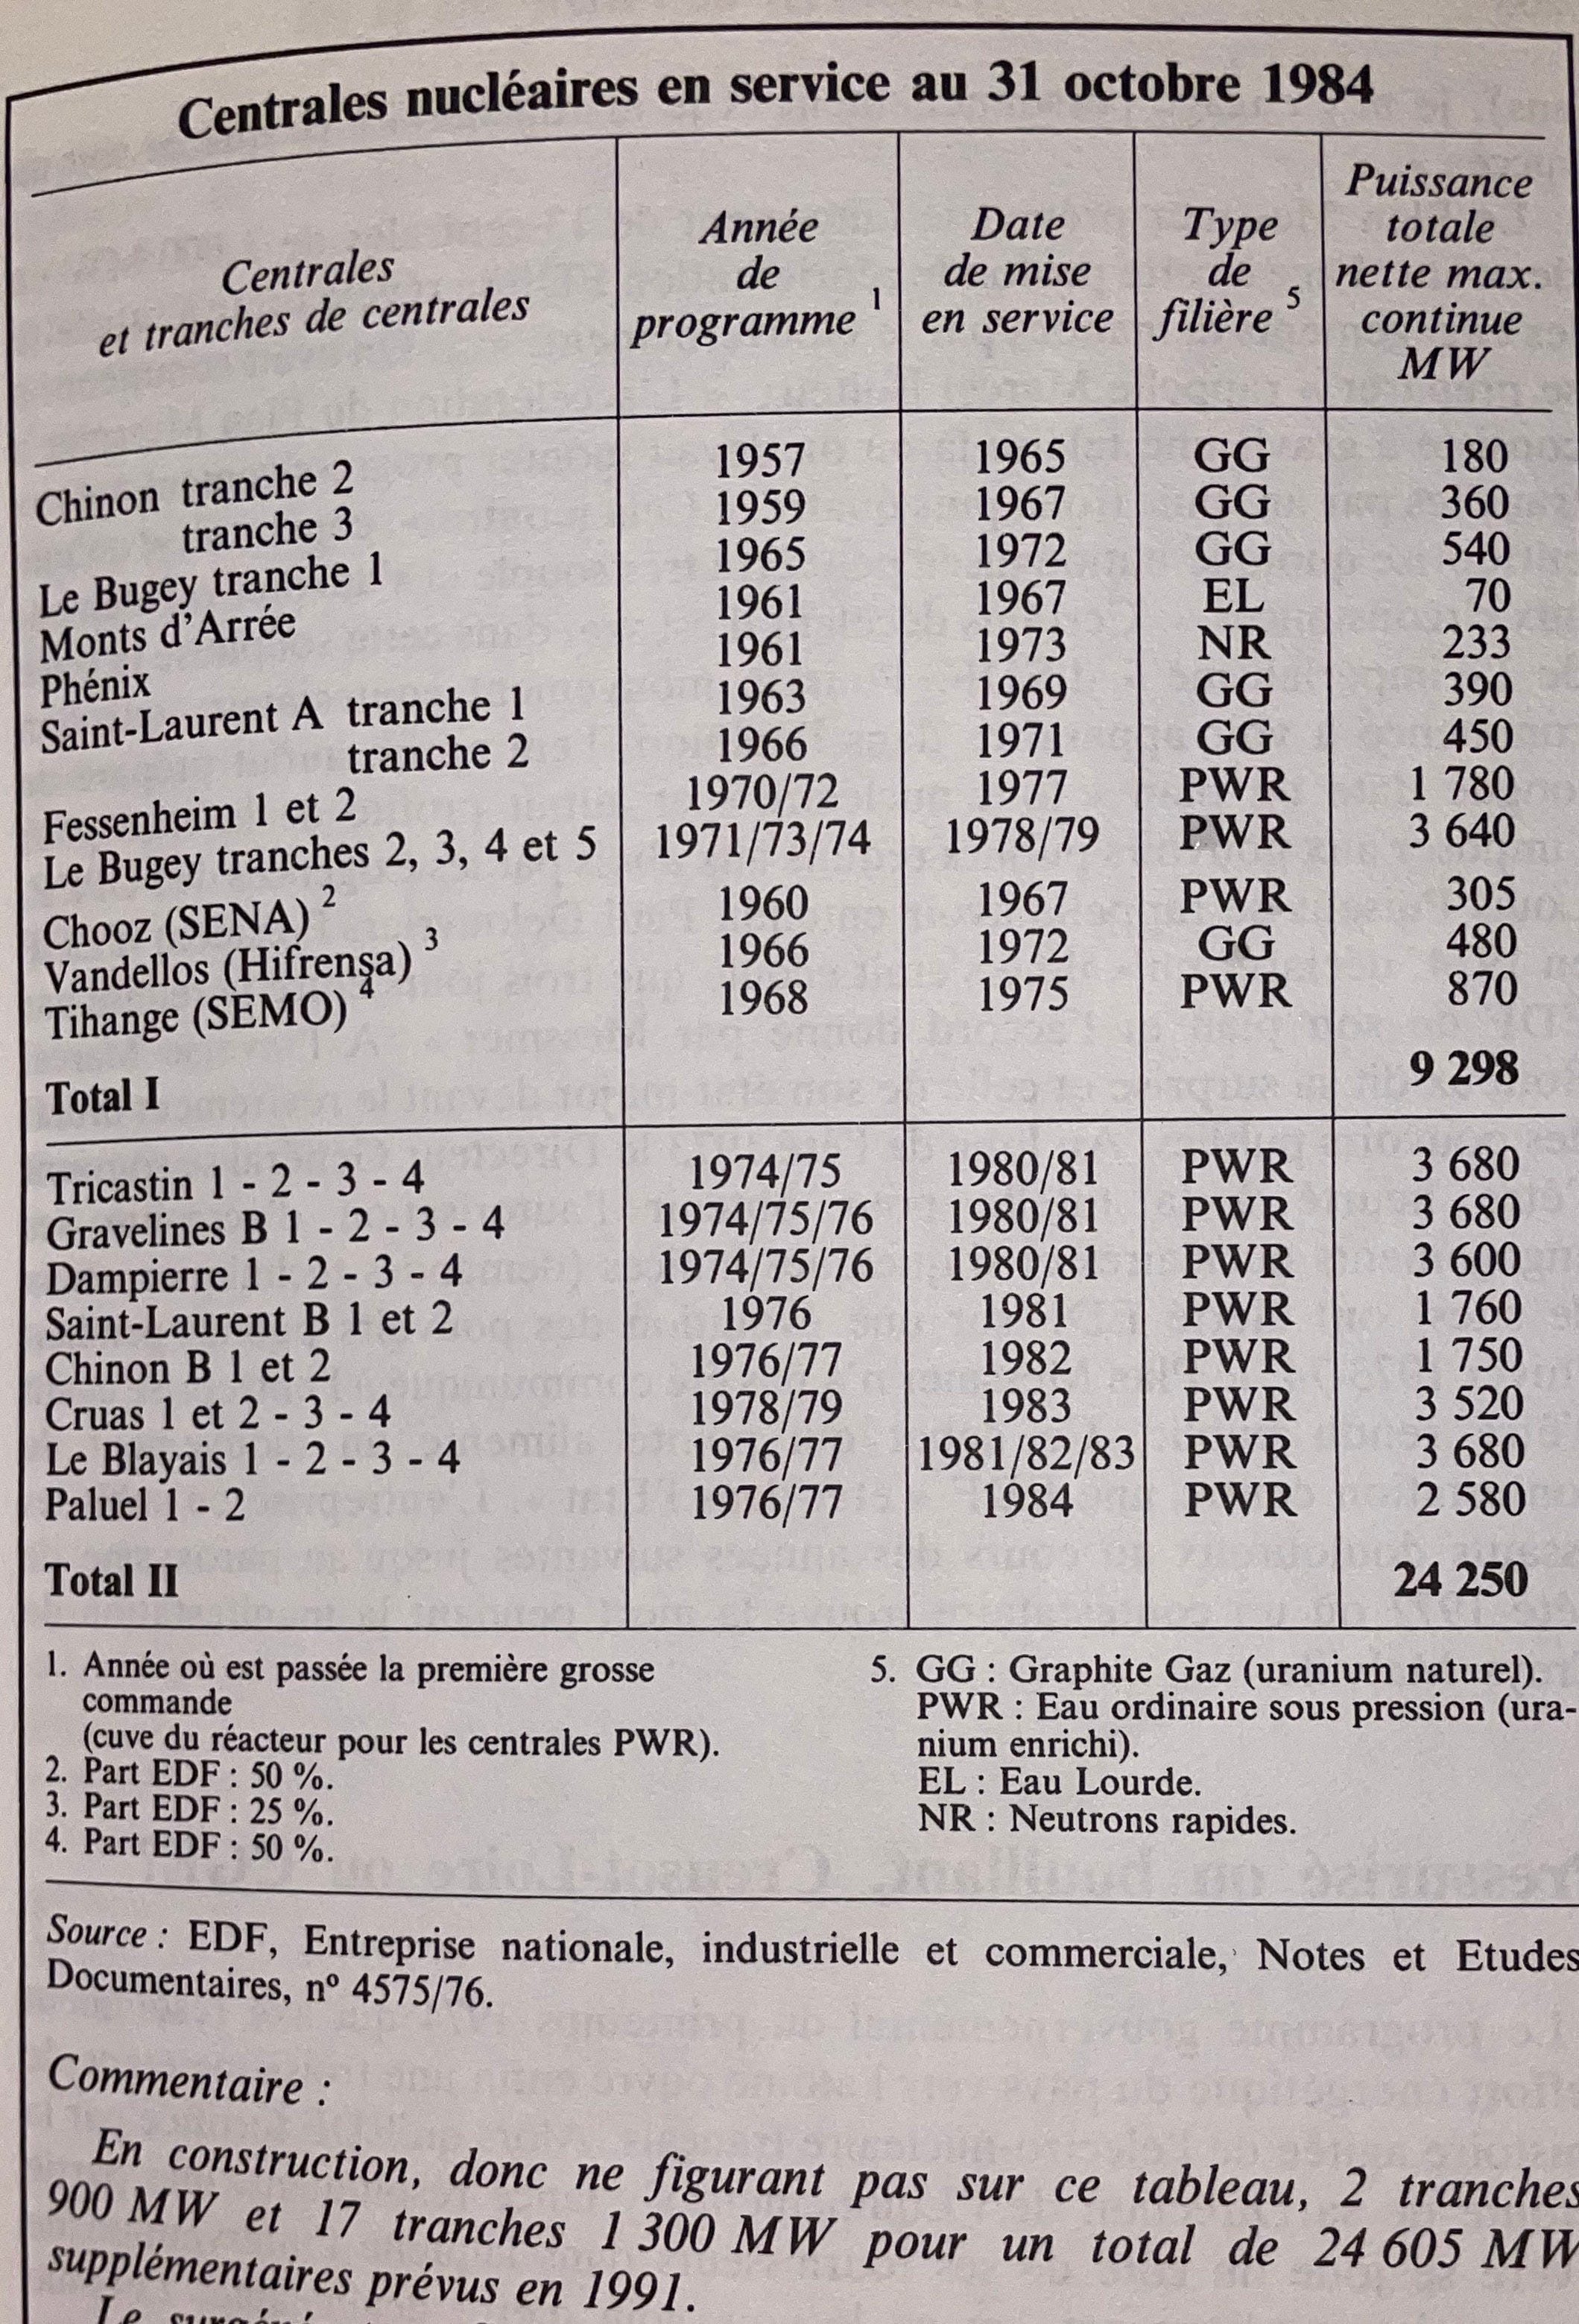 Centrales nucléaires en service au 31 octobre 1984
Centrales et tranches de centrales | Année de programme 1 | Date de mise en service | Type de filière 5 | Puissance totale nette max. continue MW
Chinon tranche 2 1957 1965 GG 180
tranche 3 1959 1967 GG 360
Le Bugey tranche 1 1965 1972 GG 540
Monts d'Arrée 1961 1967 EL 70
Phénix 1961 1973 NR 233
Saint-Laurent A tranche 1 1963 1969 GG 390
tranche 2 1966 1971 GG 450
Fessenheim 1 et 2 1970/72 1977 PWR 1 780
Le Bugey tranches 2, 3, 4 et 5 1971/73/74 1978/79 PWR 3 640
Chooz (SENA) 2 1960 1967 PWR 305
Vandellos (Hifrensa) 3 1966 1972 GG 480
Tihange (SEMO) 4 1968 1975 PWR 870
Total I 9 298
Tricastin 1 - 2 - 3 - 4 1974/75 1980/81 PWR 3 680
Gravelines B 1 - 2 - 3 - 4 1974/75/76 1980/81 PWR 3 680
Dampierre 1 - 2 - 3 - 4 1974/75/76 1980/81 PWR 3 600
Saint-Laurent B 1 et 2 1976 1981 PWR 1 760
Chinon B 1 et 2 1976/77 1982 PWR 1 750
Cruas 1 et 2 - 3 - 4 1978/79 1983 PWR 3 520
Le Blayais 1 - 2 - 3 - 4 1976/77 1981/82/83 PWR 3 680
Paluel 1 - 2 1976/77 1984 PWR 2 580
Total II 24 250
1. Année où est passée la première grosse
commande
(cuve du réacteur pour les centrales PWR).
2. Part EDF : 50 %.
3. Part EDF : 25 %.
4. Part EDF : 50 %.
5. GG : Graphite Gaz (uranium naturel).
PWR : Eau ordinaire sous pression (ura-
nium enrichi).
EL : Eau Lourde.
NR : Neutrons rapides.
Source : EDF, Entreprise nationale, industrielle et commerciale, Notes et Etudes
Documentaires, nº 4575/76.
Commentaire :
En construction, donc ne figurant pas sur ce tableau, 2 tranches
900 MW et 17 tranches 1 300 MW pour un total de 24 605 MW
supplémentaires prévus en 1991.
Le